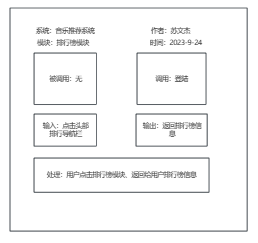 系统：音乐推荐系统
作者：苏文杰
模块：排行榜模块
时间：2023-9-24
被调用：无
调用：登陆
输入：点击头部
排行导航栏
输出：返回排行榜信
息
处理：用户点击排行榜模块、返回给用户排行榜信息